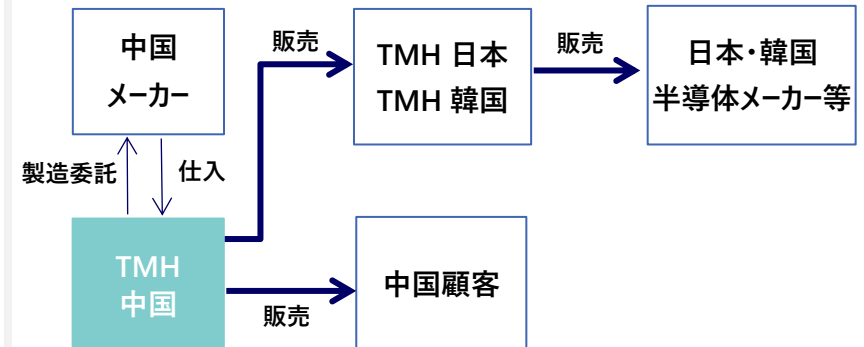 中国
メーカー
販売
TMH 日本
TMH 韓国
販売
日本・韓国
半導体メーカー等
製造委託
仕入
TMH
中国
販売
中国顧客